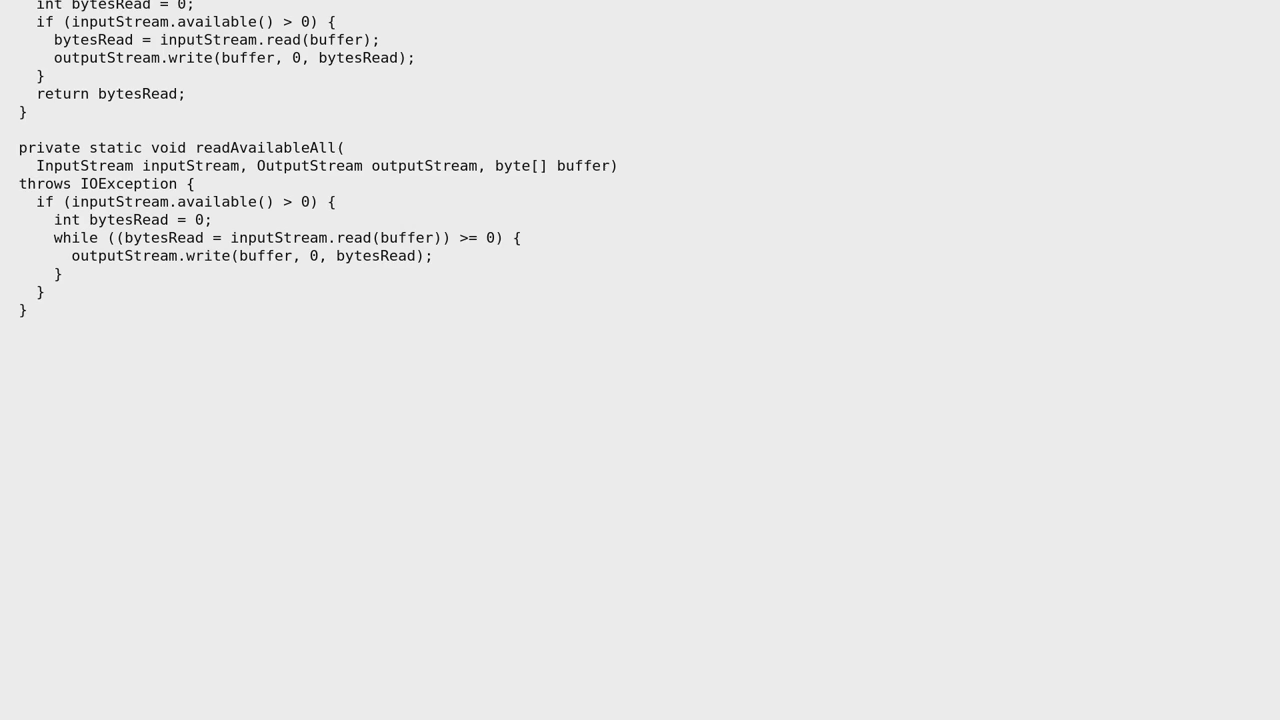 int bytesRead = 0;
  if (inputStream.available() > 0) {
    bytesRead = inputStream.read(buffer);
    outputStream.write(buffer, 0, bytesRead);
  }
  return bytesRead;
}

private static void readAvailableAll(
  InputStream inputStream, OutputStream outputStream, byte[] buffer)
throws IOException {
  if (inputStream.available() > 0) {
    int bytesRead = 0;
    while ((bytesRead = inputStream.read(buffer)) >= 0) {
      outputStream.write(buffer, 0, bytesRead);
    }
  }
}